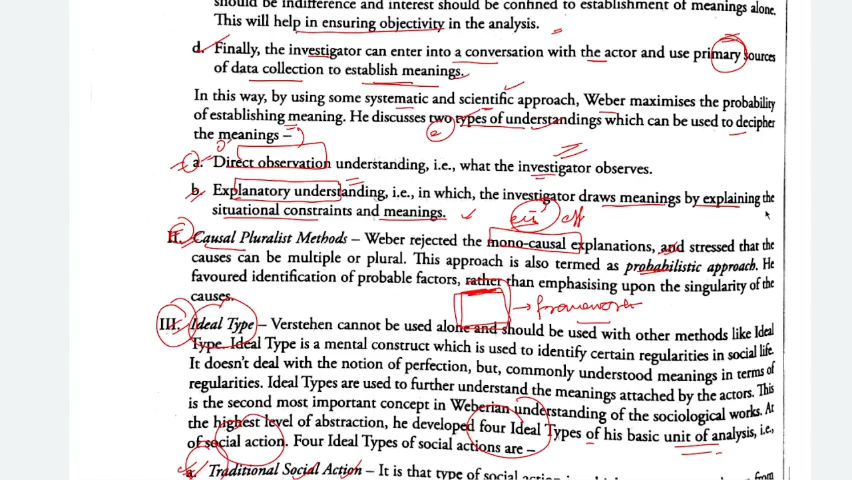 should be indifference and interest should be confined to establishment of meanings alone.
This will help in ensuring objectivity in the analysis.
d. Finally, the investigator can enter into a conversation with the actor and use primary sources
of data collection to establish meanings.
In this way, by using some systematic and scientific approach, Weber maximises the probability
of establishing meaning. He discusses two types of understandings which can be used to decipher
the meanings –
a. Direct observation understanding, i.e., what the investigator observes.
b. Explanatory understanding, i.e., in which, the investigator draws meanings by explaining the
situational constraints and meanings.
II. Causal Pluralist Methods – Weber rejected the mono-causal explanations, and stressed that the
causes can be multiple or plural. This approach is also termed as probabilistic approach. He
favoured identification of probable factors, rather than emphasising upon the singularity of the
causes.
framework
III. Ideal Type – Verstehen cannot be used alone and should be used with other methods like Ideal
Type. Ideal Type is a mental construct which is used to identify certain regularities in social life.
It doesn't deal with the notion of perfection, but, commonly understood meanings in terms of
regularities. Ideal Types are used to further understand the meanings attached by the actors. This
is the second most important concept in Weberian understanding of the sociological works. At
the highest level of abstraction, he developed four Ideal Types of his basic unit of analysis, i.e.,
of social action. Four Ideal Types of social actions are –
a. Traditional Social Action – It is that type of social action
from